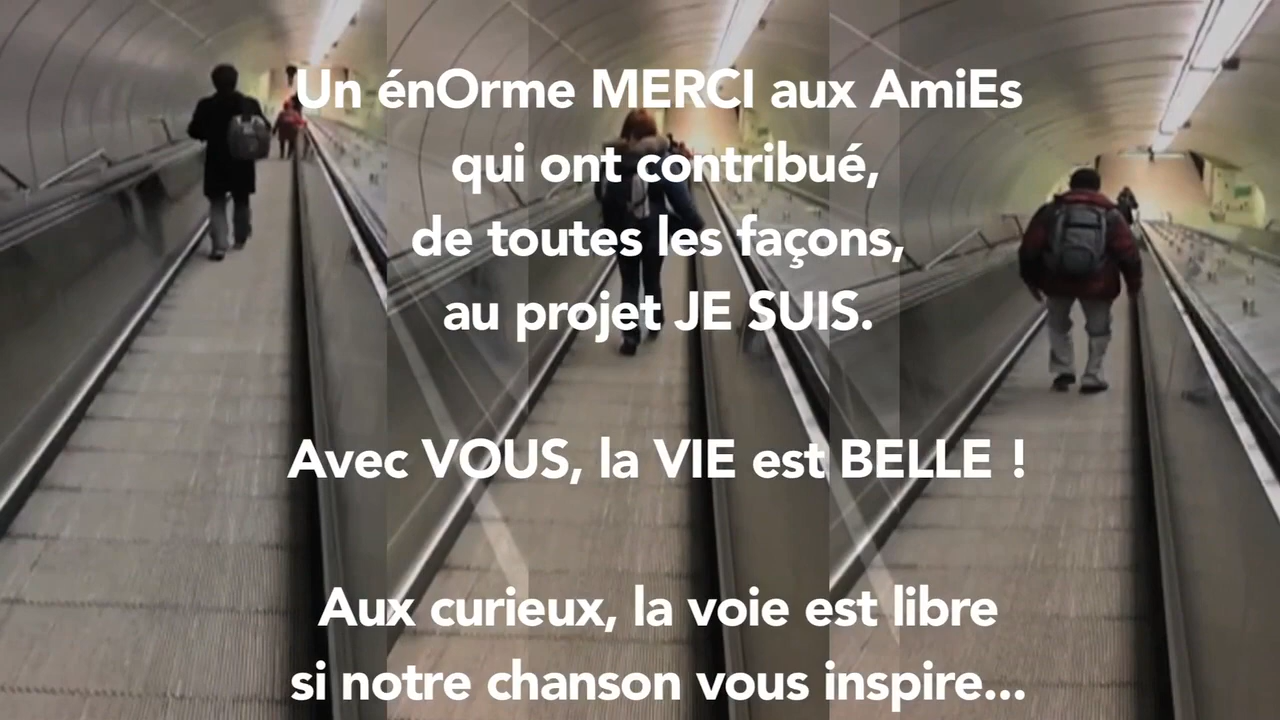 Un énOrme MERCI aux AmiEs
qui ont contribué,
de toutes les façons,
au projet JE SUIS.
Avec VOUS, la VIE est BELLE !
Aux curieux, la voie est libre
si notre chanson vous inspire...